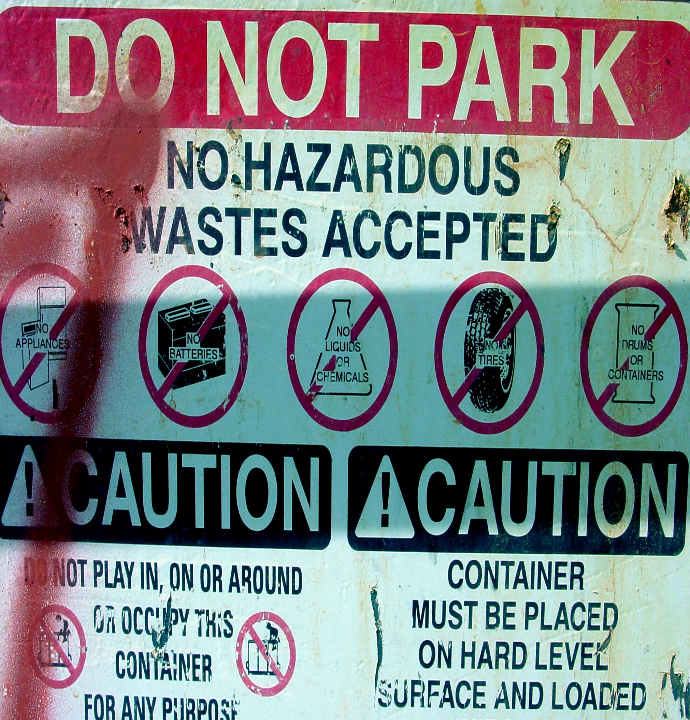 DO NOT PARK
NO HAZARDOUS
WASTES ACCEPTED
NO
APPLIANCES
NO
BATTERIES
NO
LIQUIDS
OR
CHEMICALS
NO
TIRES
NO
DRUMS
OR
CONTAINERS
! CAUTION
DO NOT PLAY IN, ON OR AROUND
OR OCCUPY THIS
CONTAINER
FOR ANY PURPOSE
! CAUTION
CONTAINER
MUST BE PLACED
ON HARD LEVEL
SURFACE AND LOADED